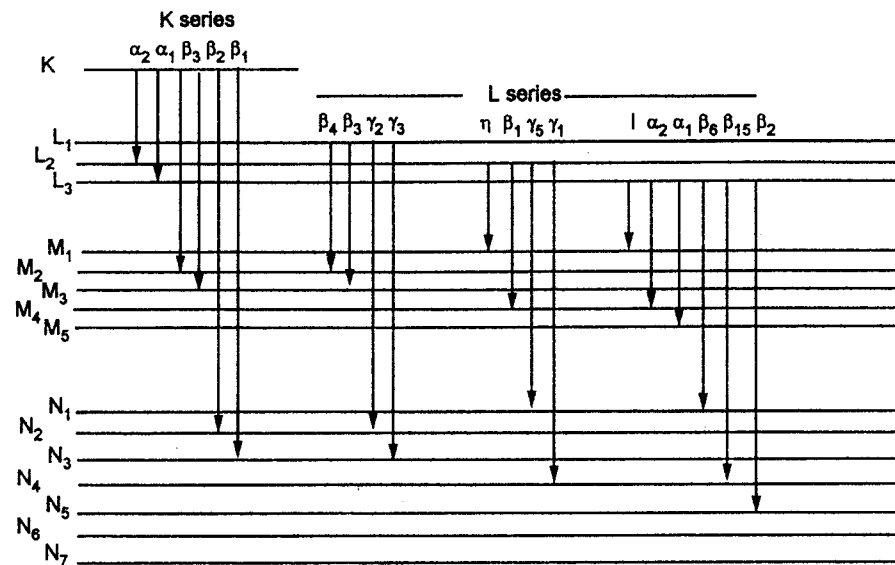 K series
α₂ α₁ β₃ β₂ β₁
K
L series
β₄ β₃ γ₂ γ₃ η β₁ γ₅ γ₁ l α₂ α₁ β₆ β₁₅ β₂
L₁
L₂
L₃
M₁
M₂
M₃
M₄
M₅
N₁
N₂
N₃
N₄
N₅
N₆
N₇